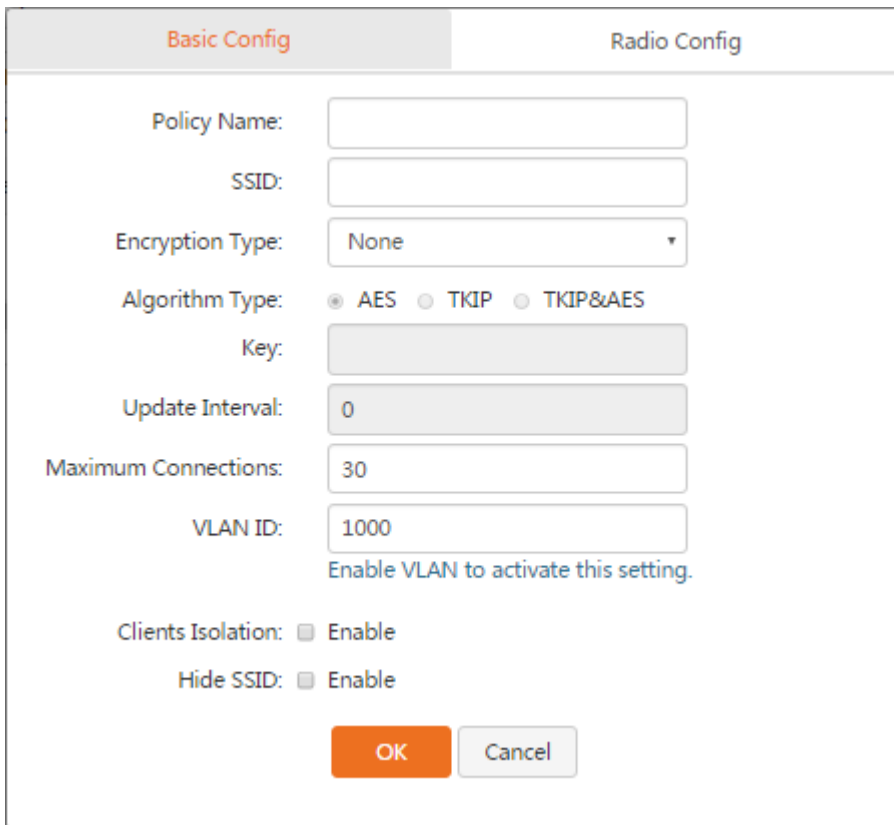 Basic Config Radio Config
Policy Name:
SSID:
Encryption Type: None
Algorithm Type: AES TKIP TKIP&AES
Key:
Update Interval: 0
Maximum Connections: 30
VLAN ID: 1000
Enable VLAN to activate this setting.
Clients Isolation: Enable
Hide SSID: Enable
OK Cancel